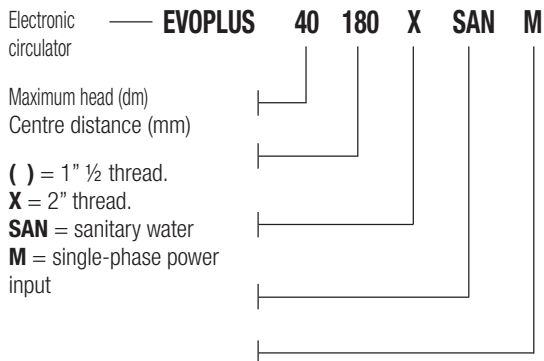 Electronic EVOPLUS 40 180 X SAN M
circulator
Maximum head (dm)
Centre distance (mm)
( ) = 1” ½ thread.
X = 2” thread.
SAN = sanitary water
M = single-phase power
input